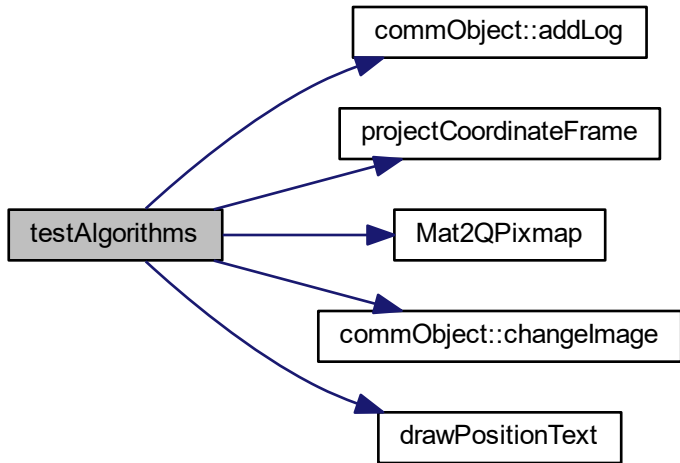 testAlgorithms
commObject::addLog
projectCoordinateFrame
Mat2QPixmap
commObject::changeImage
drawPositionText